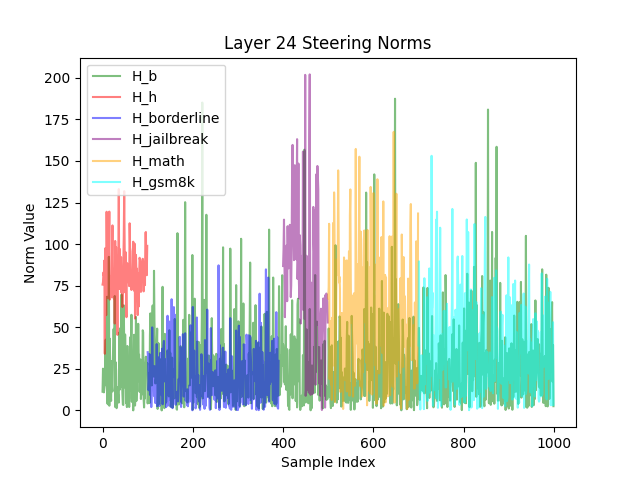 Layer 24 Steering Norms
H_b
H_h
H_borderline
H_jailbreak
H_math
H_gsm8k
Norm Value
200
175
150
125
100
75
50
25
0
0 200 400 600 800 1000
Sample Index